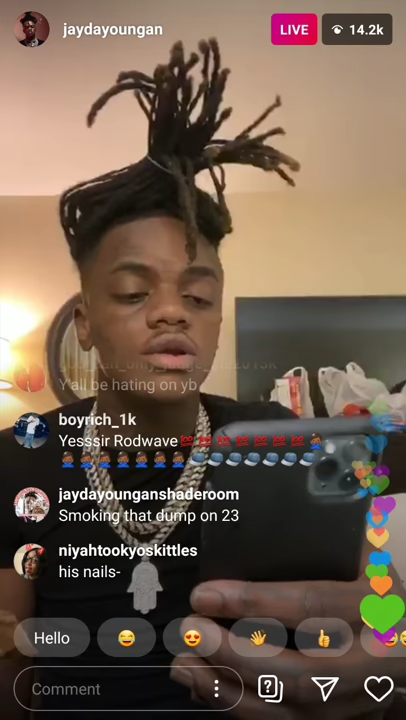 jaydayoungan
LIVE
14.2k
Y'all be hating on yb
boyrich_1k
Yesssir Rodwave💯💯💯💯💯💯💯🤦🏾‍♂️
🤦🏾‍♂️🤦🏾‍♂️🤦🏾‍♂️🤦🏾‍♂️🤦🏾‍♂️🤦🏾‍♂️🤦🏾‍♂️🧢🧢🧢🧢🧢🧢🧢
jaydayounganshaderoom
Smoking that dump on 23
niyahtookyoskittles
his nails-
Hello 😅 😍 👋 👍 😂
Comment